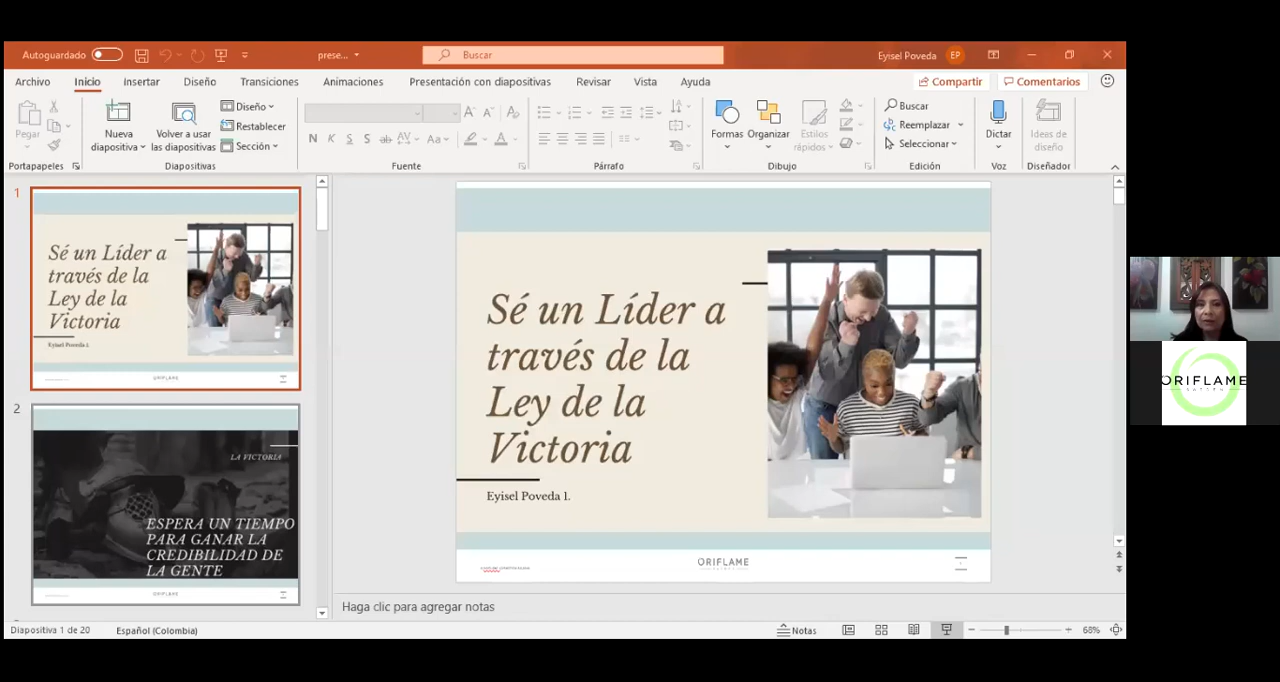 Autoguardado
prese...
Buscar
Eyisel Poveda
EP
Archivo
Inicio
Insertar
Diseño
Transiciones
Animaciones
Presentación con diapositivas
Revisar
Vista
Ayuda
Compartir
Comentarios
Pegar
Nueva
diapositiva
Volver a usar
las diapositivas
Diseño
Restablecer
Sección
N K S S ab AV Aa A
Formas
Organizar
Estilos
rápidos
Buscar
Reemplazar
Seleccionar
Dictar
Ideas de
diseño
Portapapeles
Diapositivas
Fuente
Párrafo
Dibujo
Edición
Voz
Diseñador
1
Sé un Líder a
través de la
Ley de la
Victoria
Eyisel Poveda l.
ORIFLAME
2
LA VICTORIA
ESPERA UN TIEMPO
PARA GANAR LA
CREDIBILIDAD DE
LA GENTE
ORIFLAME
Sé un Líder a
través de la
Ley de la
Victoria
Eyisel Poveda l.
ORIFLAME
SWEDEN
ORIFLAME
Haga clic para agregar notas
Diapositiva 1 de 20
Español (Colombia)
Notas
68%